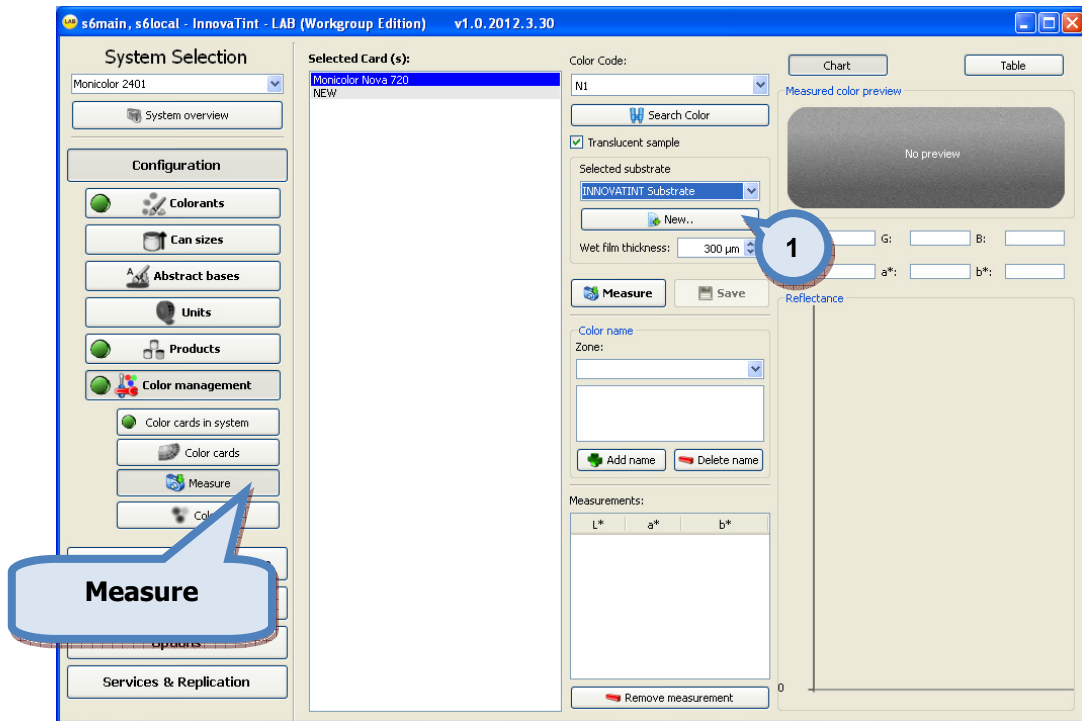 s6main, s6local - InnovaTint - LAB (Workgroup Edition) v1.0.2012.3.30
System Selection
Monicolor 2401
System overview
Configuration
Colorants
Can sizes
Abstract bases
Units
Products
Color management
Color cards in system
Color cards
Measure
Measure
Options
Services & Replication
Selected Card (s):
Monicolor Nova 720
NEW
Color Code:
N1
Search Color
Translucent sample
Selected substrate
INNOVATINT Substrate
New..
1
Wet film thickness: 300 µm
Measure Save
Color name
Zone:
Add name Delete name
Measurements:
L* a* b*
Remove measurement
Chart Table
Measured color preview
No preview
G: B:
a*: b*:
Reflectance
0